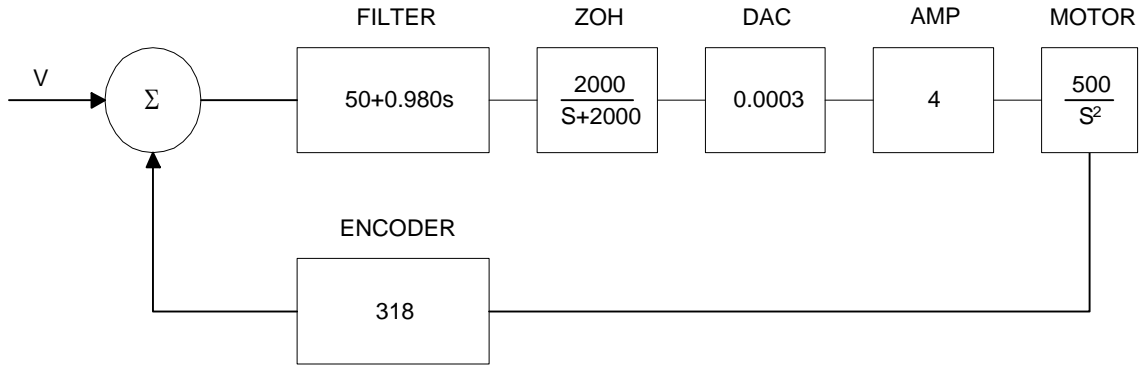 FILTER ZOH DAC AMP MOTOR
V
Σ
50+0.980s
2000
S+2000
0.0003
4
500
S²
ENCODER
318